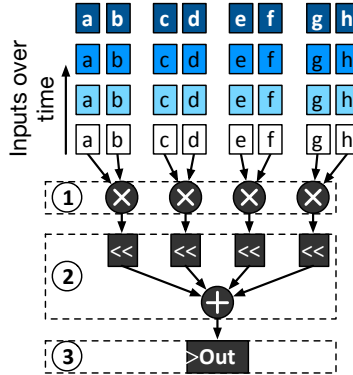 a b c d e f g h
a b c d e f g h
a b c d e f g h
a b c d e f g h
Inputs over
time
1
× × × ×
2
<< << << <<
+
3
>Out